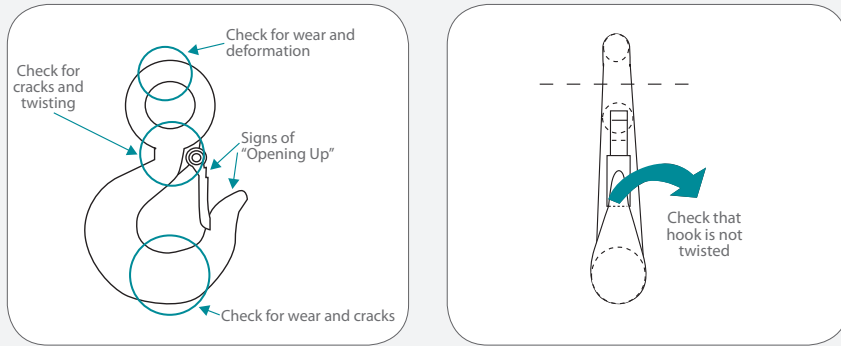 Check for wear and
deformation
Check for
cracks and
twisting
Signs of
“Opening Up”
Check for wear and cracks
Check that
hook is not
twisted